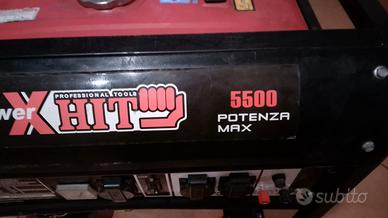 wer X HIT
PROFESSIONAL TOOLS
5500
POTENZA
MAX
subito